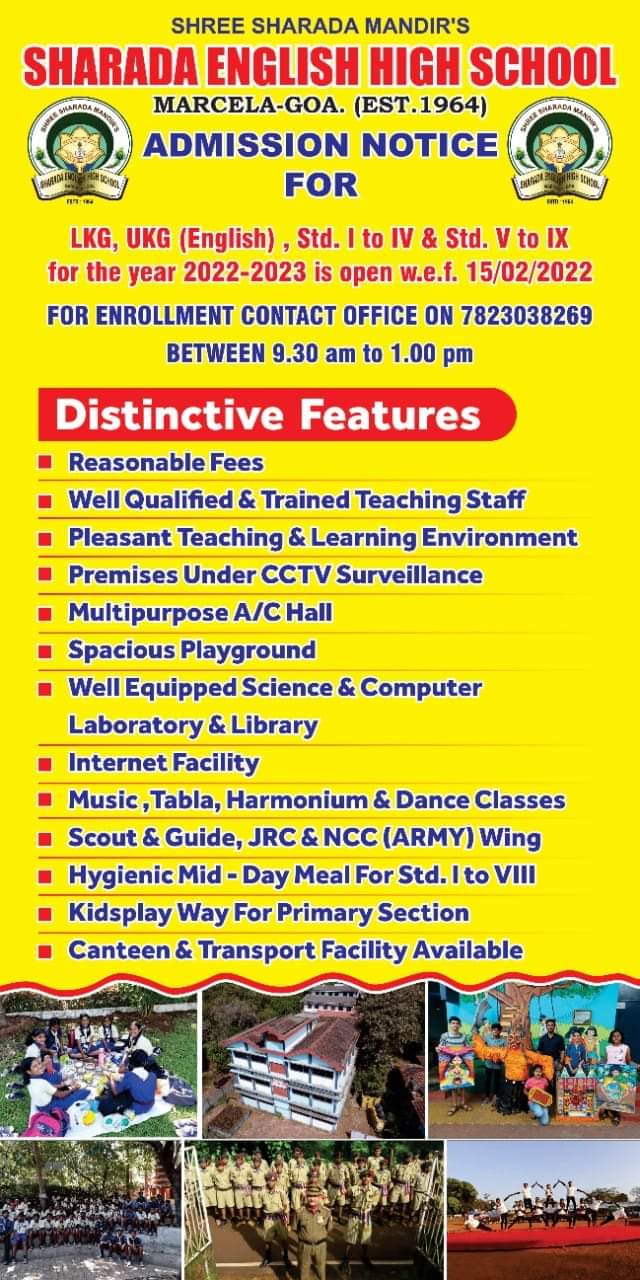 SHREE SHARADA MANDIR'S
SHARADA ENGLISH HIGH SCHOOL
MARCELA-GOA. (EST.1964)
SHREE SHARADA MANDIR'S
SHARADA ENGLISH HIGH SCHOOL
ESTD : 1964
ADMISSION NOTICE
FOR
SHREE SHARADA MANDIR'S
SHARADA ENGLISH HIGH SCHOOL
ESTD : 1964
LKG, UKG (English) , Std. I to IV & Std. V to IX
for the year 2022-2023 is open w.e.f. 15/02/2022
FOR ENROLLMENT CONTACT OFFICE ON 7823038269
BETWEEN 9.30 am to 1.00 pm
Distinctive Features
Reasonable Fees
Well Qualified & Trained Teaching Staff
Pleasant Teaching & Learning Environment
Premises Under CCTV Surveillance
Multipurpose A/C Hall
Spacious Playground
Well Equipped Science & Computer
Laboratory & Library
Internet Facility
Music ,Tabla, Harmonium & Dance Classes
Scout & Guide, JRC & NCC (ARMY) Wing
Hygienic Mid - Day Meal For Std. I to VIII
Kidsplay Way For Primary Section
Canteen & Transport Facility Available